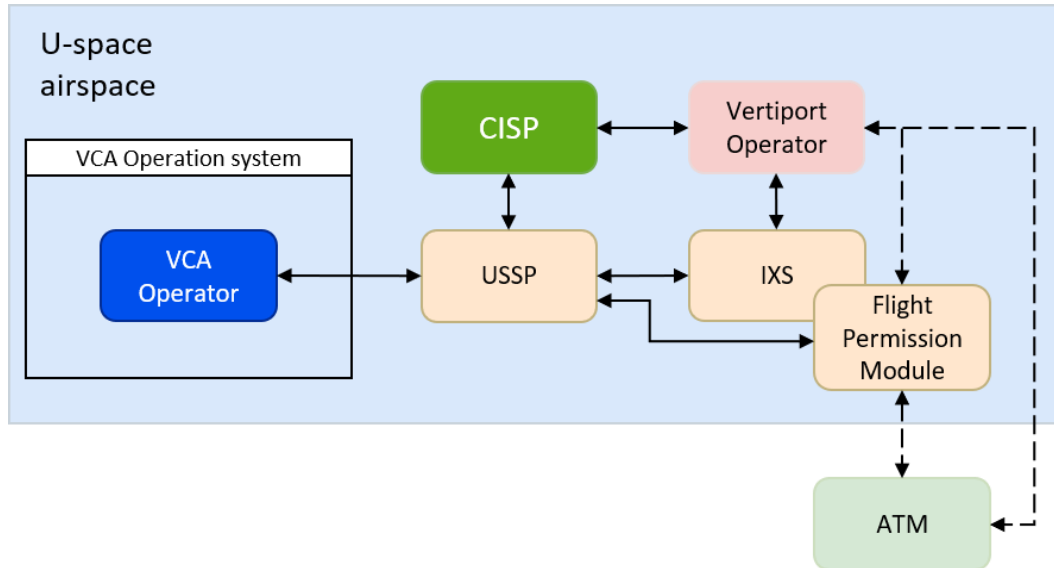 U-space
airspace
CISP
Vertiport
Operator
VCA Operation system
VCA
Operator
USSP
IXS
Flight
Permission
Module
ATM